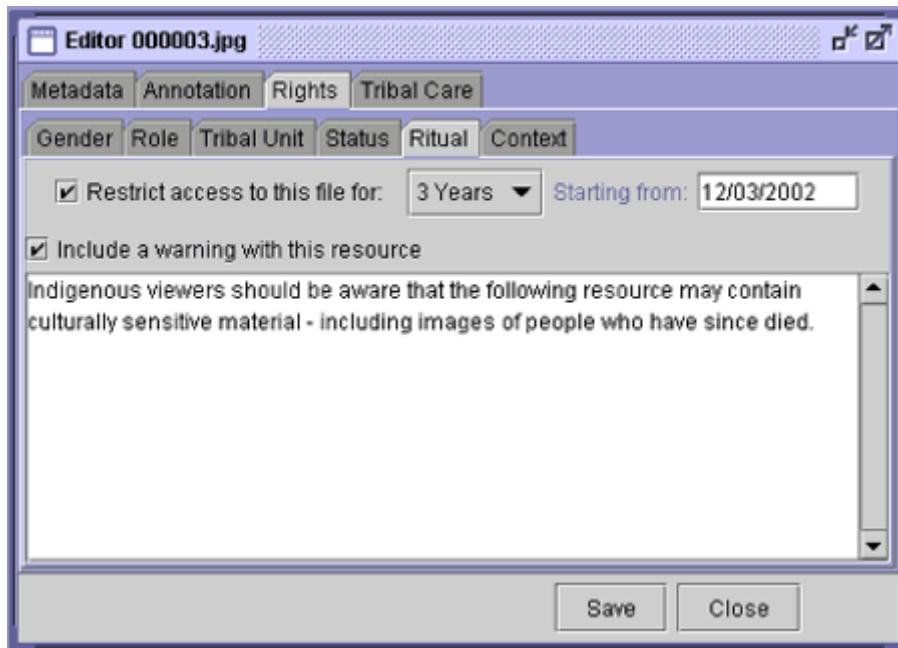 Editor 000003.jpg
Metadata Annotation Rights Tribal Care
Gender Role Tribal Unit Status Ritual Context
Restrict access to this file for: 3 Years Starting from: 12/03/2002
Include a warning with this resource
Indigenous viewers should be aware that the following resource may contain
culturally sensitive material - including images of people who have since died.
Save Close